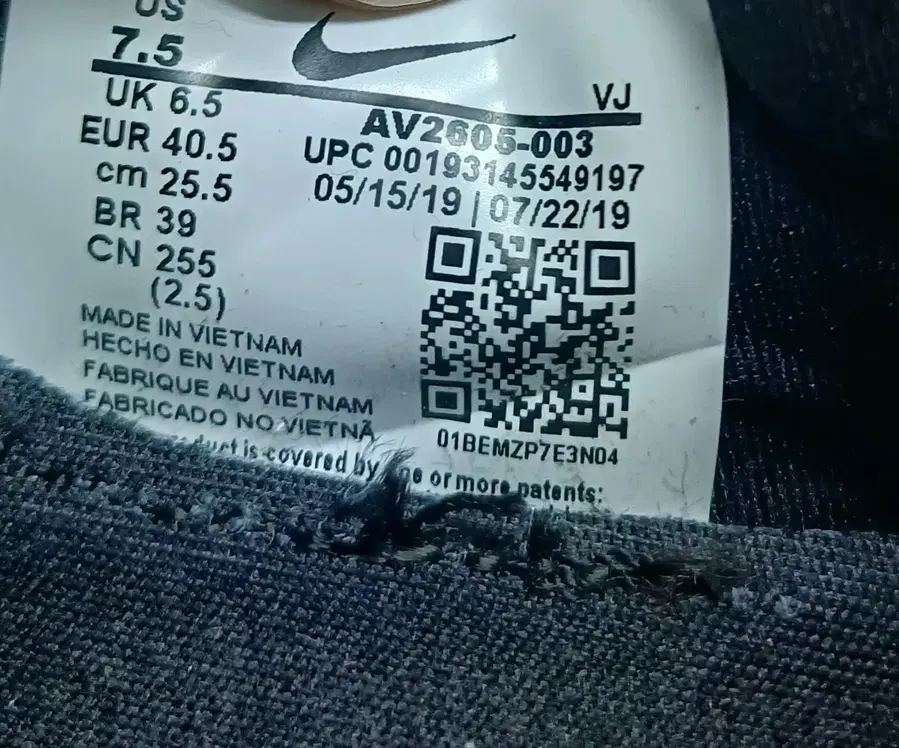 US
7.5
UK 6.5
EUR 40.5
cm 25.5
BR 39
CN 255
(2.5)
MADE IN VIETNAM
HECHO EN VIETNAM
FABRIQUE AU VIETNAM
FABRICADO NO VIETNÃ
VJ
AV2605-003
UPC 00193145549197
05/15/19 | 07/22/19
01BEMZP7E3N04
is covered by or more patents: